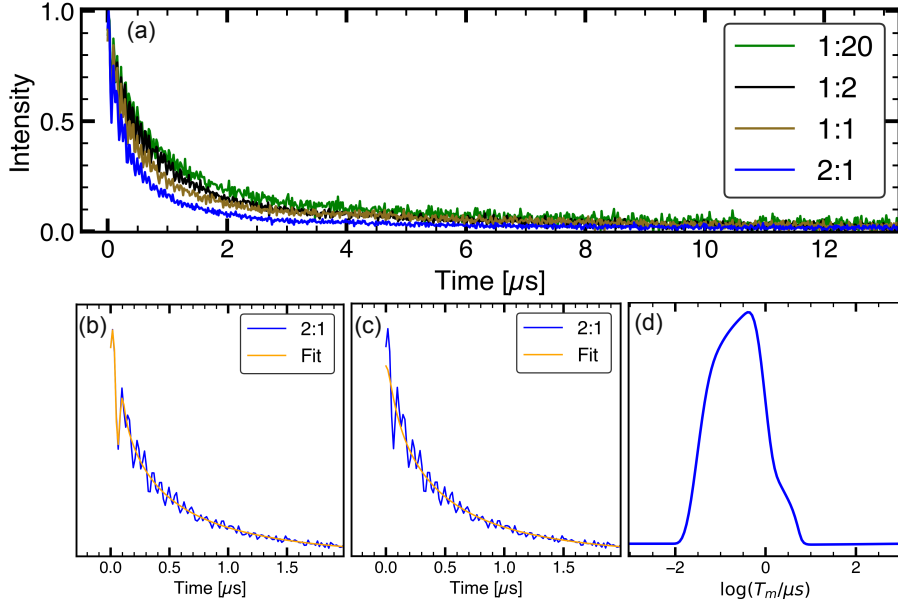 (a)
1.0
0.5
0.0
Intensity
1:20
1:2
1:1
2:1
0 2 4 6 8 10 12
Time [μs]
(b)
2:1
Fit
0.0 0.5 1.0 1.5
Time [μs]
(c)
2:1
Fit
0.0 0.5 1.0 1.5
Time [μs]
(d)
−2 0 2
log(Tm/μs)